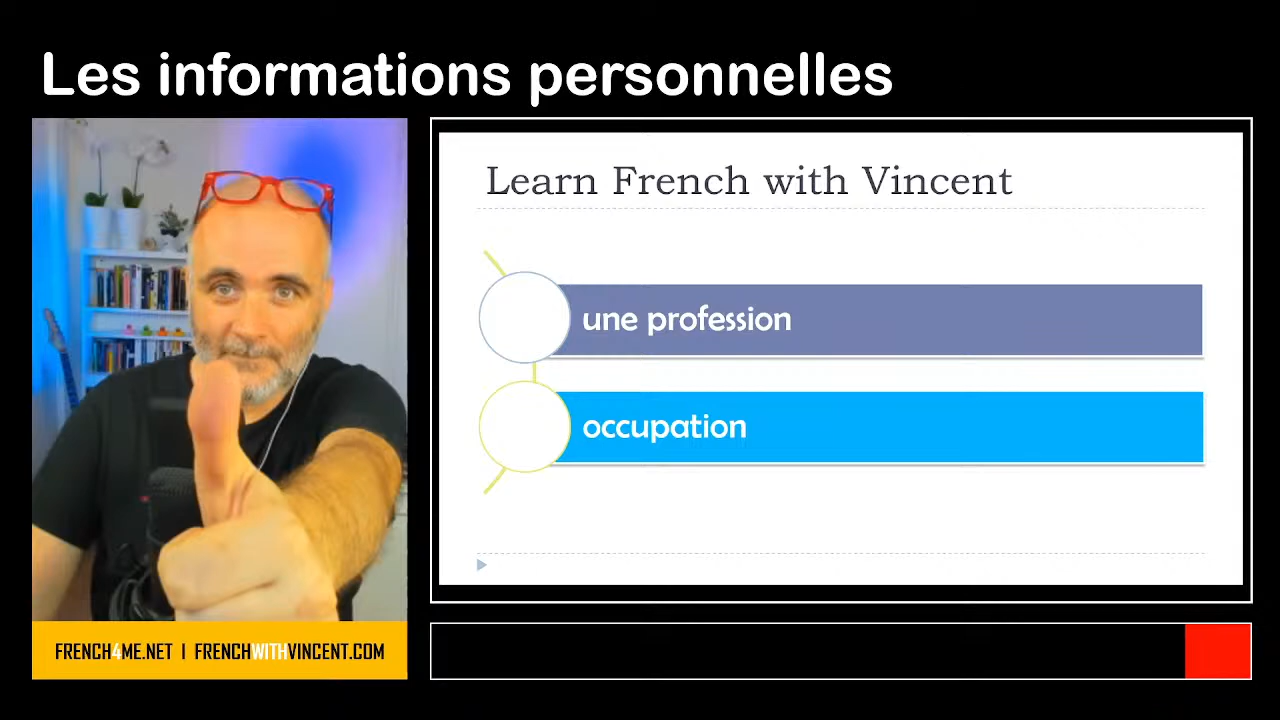 Les informations personnelles
Learn French with Vincent
une profession
occupation
FRENCH4ME.NET I FRENCHWITHVINCENT.COM